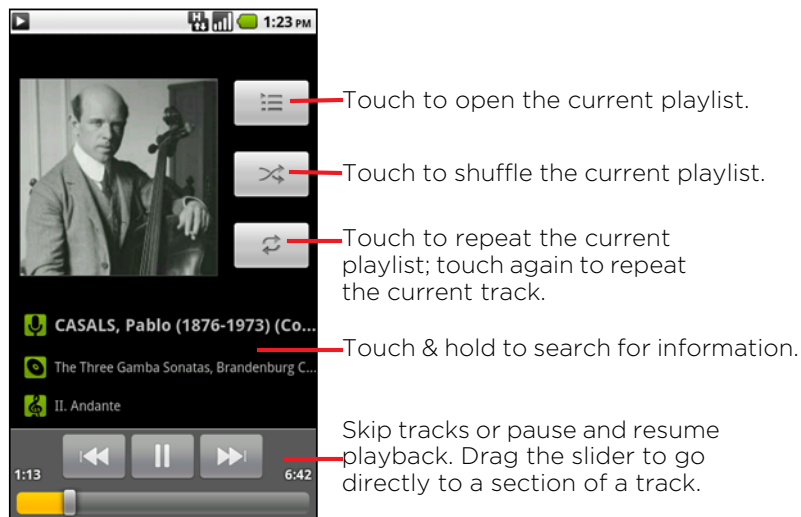 1:23 PM
Touch to open the current playlist.
Touch to shuffle the current playlist.
Touch to repeat the current
playlist; touch again to repeat
the current track.
CASALS, Pablo (1876-1973) (Co...
Touch & hold to search for information.
The Three Gamba Sonatas, Brandenburg C...
II. Andante
Skip tracks or pause and resume
playback. Drag the slider to go
directly to a section of a track.
1:13
6:42